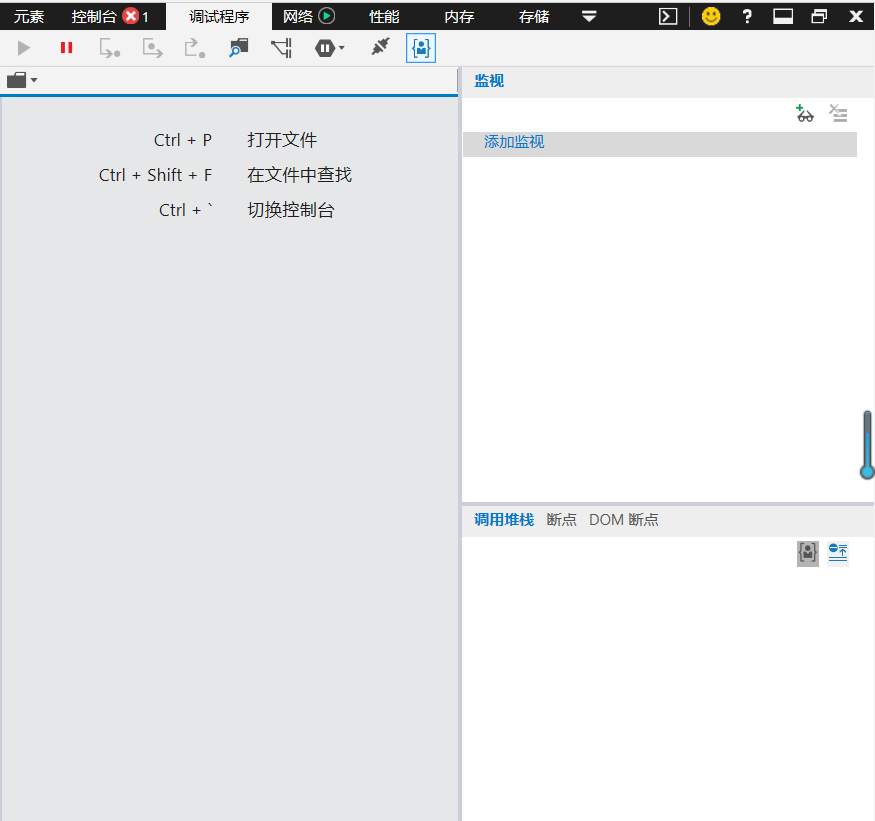 元素 控制台 1 调试程序 网络 性能 内存 存储 ?
监视
Ctrl + P 打开文件
Ctrl + Shift + F 在文件中查找
Ctrl + ` 切换控制台
添加监视
调用堆栈 断点 DOM 断点